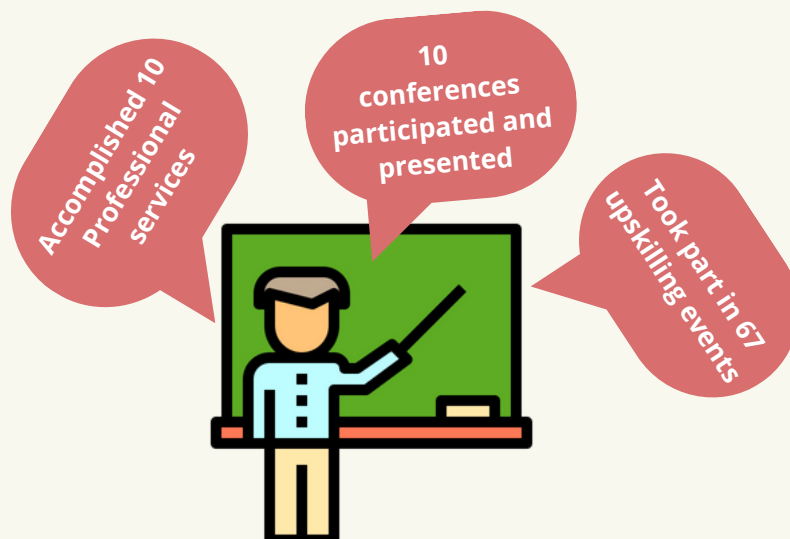 Accomplished 10
Professional
services
10
conferences
participated and
presented
Took part in 67
upskilling events